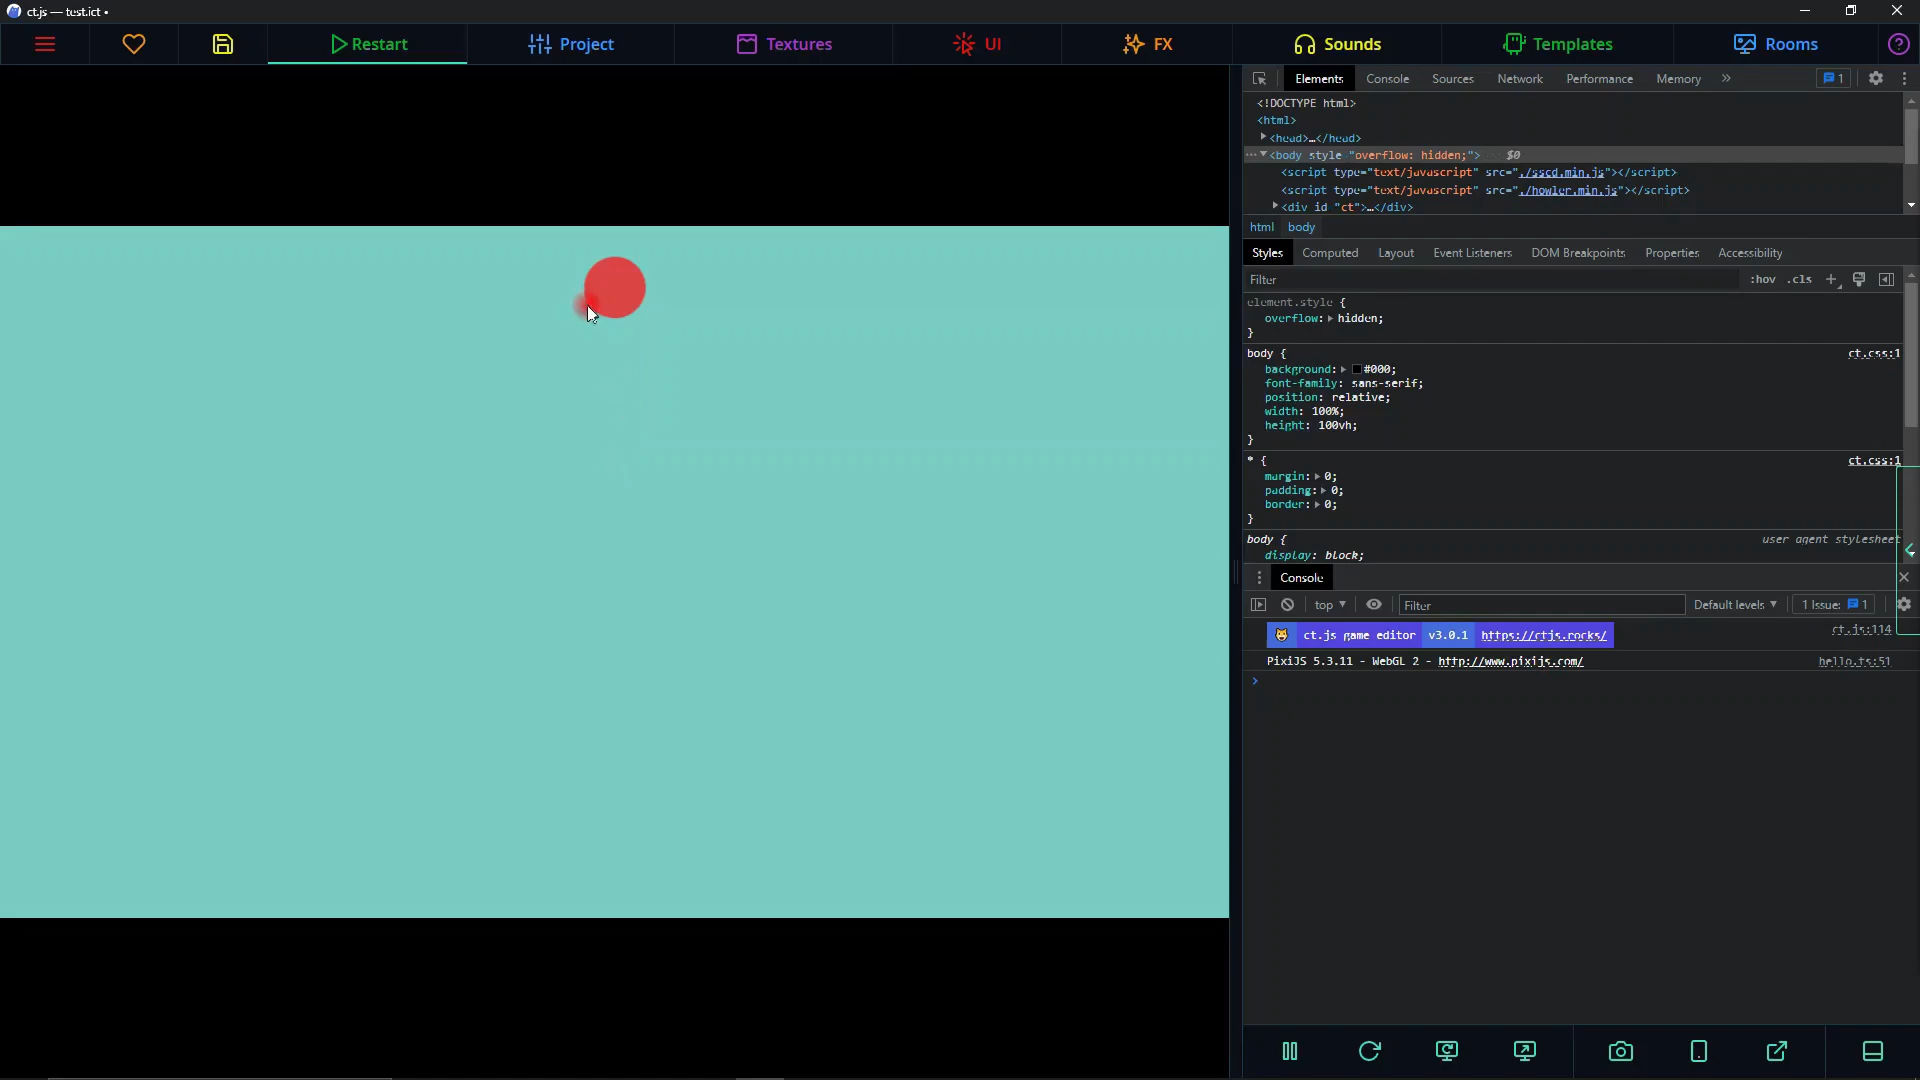 ct.js — test.ict •
Restart
Project
Textures
UI
FX
Sounds
Templates
Rooms
Elements
Console
Sources
Network
Performance
Memory
»
1
<!DOCTYPE html>
<html>
<head>…</head>
<body style="overflow: hidden;"> $0
<script type="text/javascript" src="./sscd.min.js"></script>
<script type="text/javascript" src="./howler.min.js"></script>
<div id="ct">…</div>
html body
Styles Computed Layout Event Listeners DOM Breakpoints Properties Accessibility
Filter :hov .cls +
element.style {
overflow: hidden;
}
body { ct.css:1
background: #000;
font-family: sans-serif;
position: relative;
width: 100%;
height: 100vh;
}
* { ct.css:1
margin: 0;
padding: 0;
border: 0;
}
body { user agent stylesheet
display: block;
Console
top Filter Default levels 1 Issue: 1
ct.js game editor v3.0.1 https://ctjs.rocks/ ct.js:114
PixiJS 5.3.11 - WebGL 2 - http://www.pixijs.com/ hello.ts:51